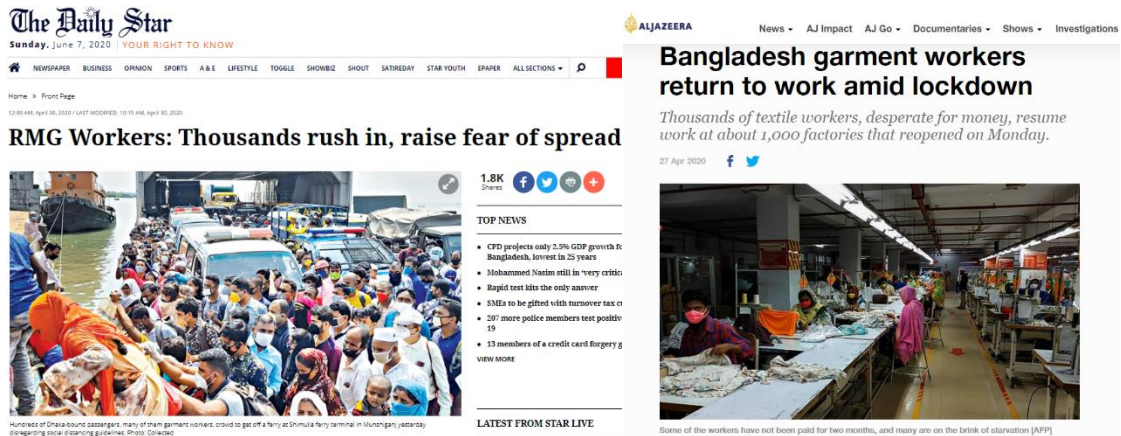 The Daily Star
Sunday, June 7, 2020 | YOUR RIGHT TO KNOW
NEWSPAPER BUSINESS OPINION SPORTS A & E LIFESTYLE TOGGLE SHOWBIZ SHOUT SATIREDAY STAR YOUTH EPAPER ALL SECTIONS
Home » Front Page
12:00 AM, April 30, 2020 / LAST MODIFIED: 10:15 AM, April 30, 2020
RMG Workers: Thousands rush in, raise fear of spread
1.8K
Shares
TOP NEWS
• CPD projects only 2.5% GDP growth fo
Bangladesh, lowest in 25 years
• Mohammed Nasim still in 'very critica
• Rapid test kits the only answer
• SMEs to be gifted with turnover tax cu
• 207 more police members test positiv
19
• 13 members of a credit card forgery g
VIEW MORE
LATEST FROM STAR LIVE
Hundreds of Dhaka-bound passengers, many of them garment workers, crowd to get off a ferry at Shimulia ferry terminal in Munshiganj yesterday
disregarding social distancing guidelines. Photo: Collected
ALJAZEERA
News AJ Impact AJ Go Documentaries Shows Investigations
Bangladesh garment workers
return to work amid lockdown
Thousands of textile workers, desperate for money, resume
work at about 1,000 factories that reopened on Monday.
27 Apr 2020
Some of the workers have not been paid for two months, and many are on the brink of starvation [AFP]